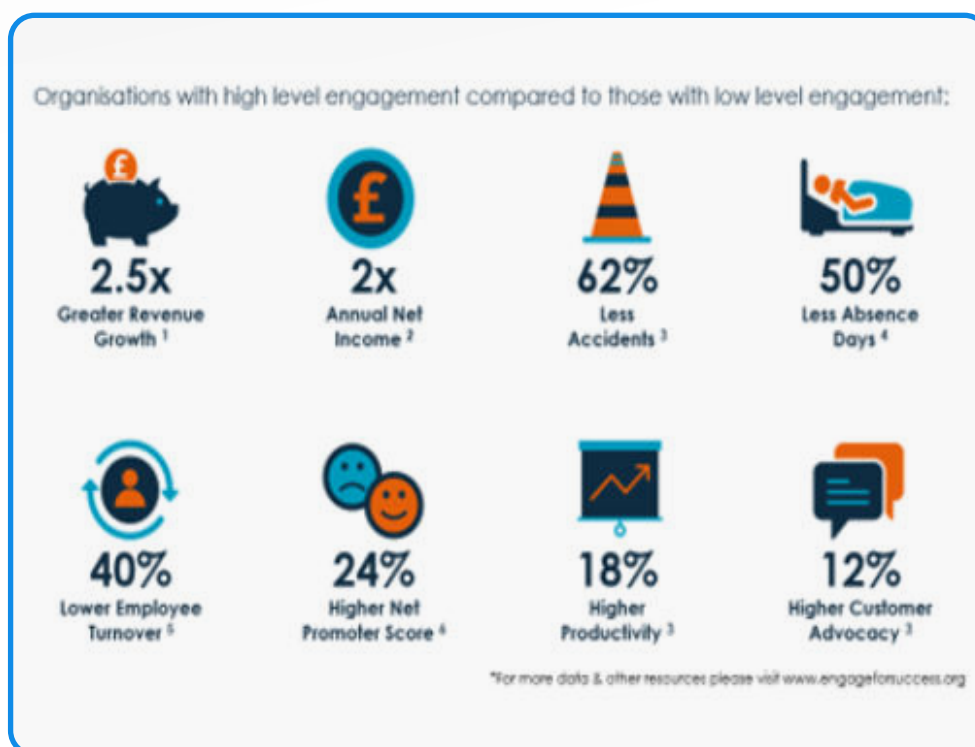 Organisations with high level engagement compared to those with low level engagement:
£
£
2.5x
Greater Revenue
Growth ¹
2x
Annual Net
Income ²
62%
Less
Accidents ³
50%
Less Absence
Days ⁴
40%
Lower Employee
Turnover ⁵
24%
Higher Net
Promoter Score ⁶
18%
Higher
Productivity ³
12%
Higher Customer
Advocacy ³
*For more data & other resources please visit www.engageforsuccess.org